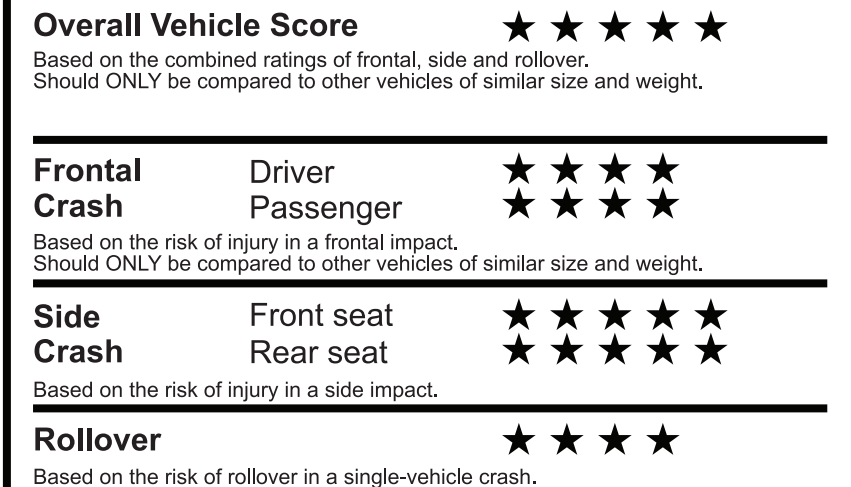 Overall Vehicle Score ★ ★ ★ ★ ★
Based on the combined ratings of frontal, side and rollover.
Should ONLY be compared to other vehicles of similar size and weight.
Frontal Driver ★ ★ ★ ★
Crash Passenger ★ ★ ★ ★
Based on the risk of injury in a frontal impact.
Should ONLY be compared to other vehicles of similar size and weight.
Side Front seat ★ ★ ★ ★ ★
Crash Rear seat ★ ★ ★ ★ ★
Based on the risk of injury in a side impact.
Rollover ★ ★ ★ ★
Based on the risk of rollover in a single-vehicle crash.